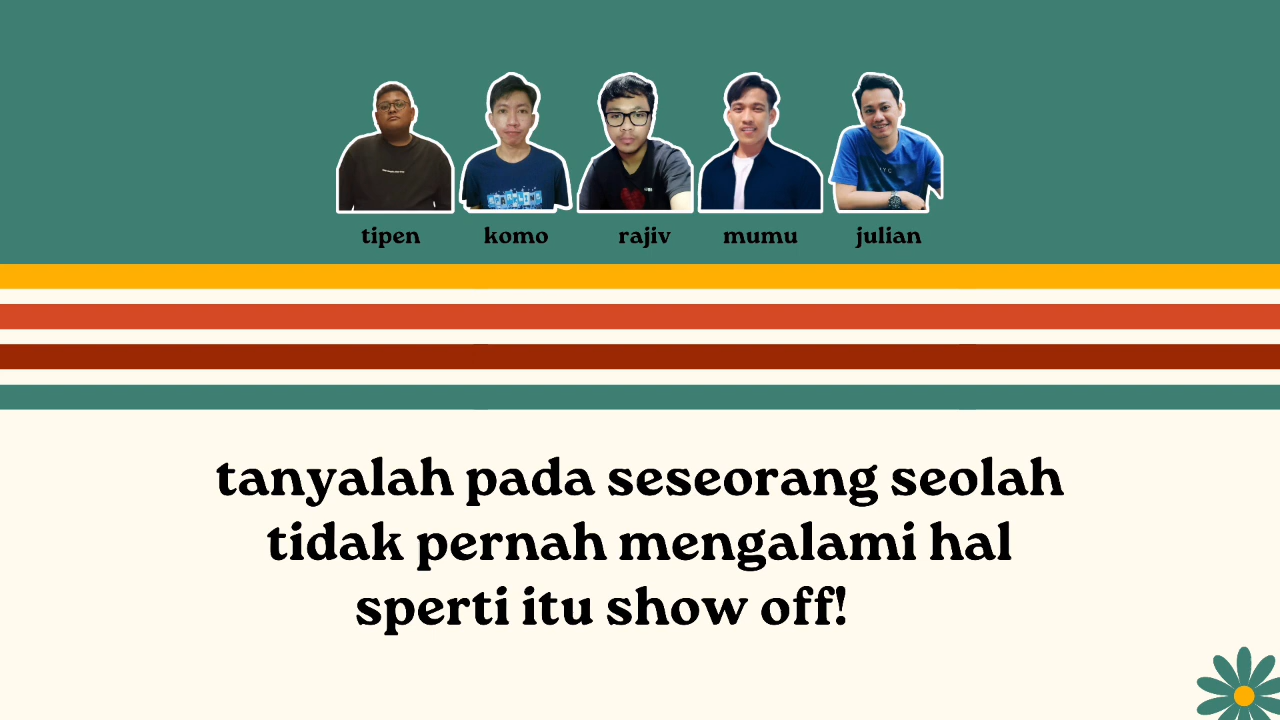 tipen komo rajiv mumu julian
tanyalah pada seseorang seolah
tidak pernah mengalami hal
sperti itu show off!